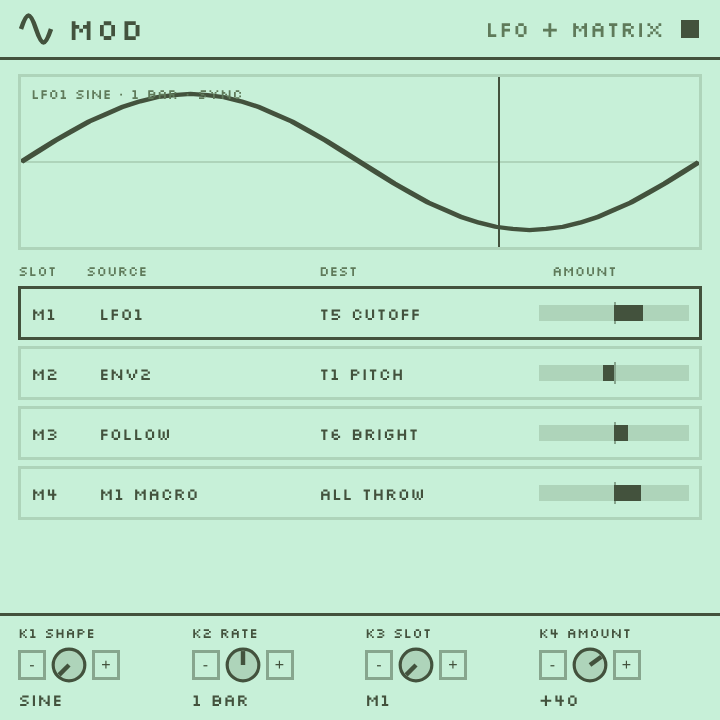 MOD
LFO + MATRIX
LFO1 SINE · 1 BAR · SYNC
SLOT SOURCE DEST AMOUNT
M1 LFO1 T5 CUTOFF
M2 ENV2 T1 PITCH
M3 FOLLOW T6 BRIGHT
M4 M1 MACRO ALL THROW
K1 SHAPE K2 RATE K3 SLOT K4 AMOUNT
- + - + - + - +
SINE 1 BAR M1 +40